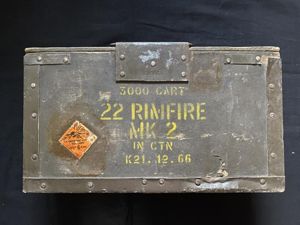 3000 CART
22 RIMFIRE
MK 2
IN CTN
K21. 12. 66